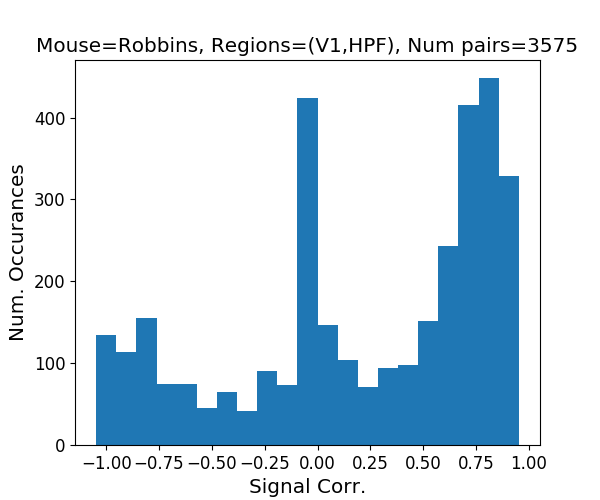 Mouse=Robbins, Regions=(V1,HPF), Num pairs=3575
400
300
200
100
0
Num. Occurances
−1.00 −0.75 −0.50 −0.25 0.00 0.25 0.50 0.75 1.00
Signal Corr.